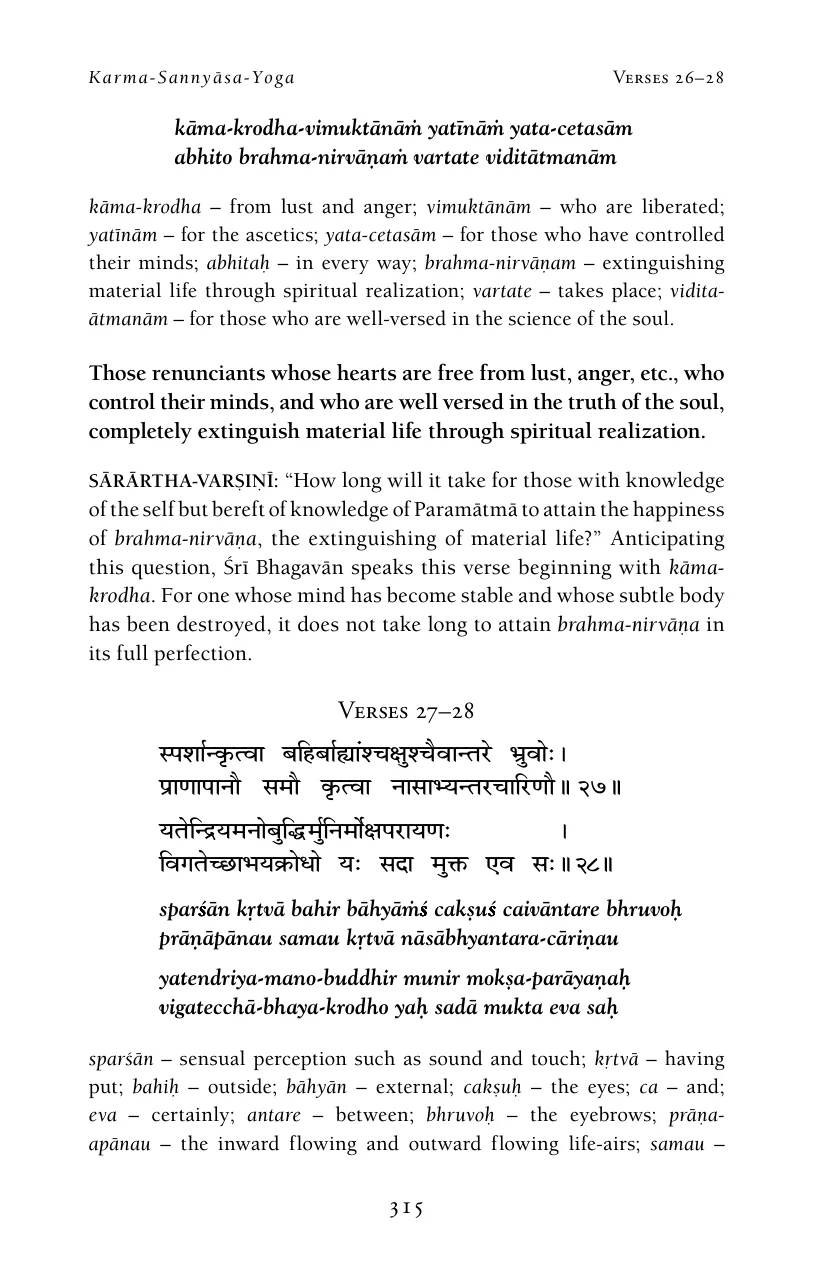 Karma-Sannyāsa-Yoga VERSES 26–28
kāma-krodha-vimuktānāṁ yatīnāṁ yata-cetasām
abhito brahma-nirvāṇaṁ vartate viditātmanām
kāma-krodha – from lust and anger; vimuktānām – who are liberated;
yatīnām – for the ascetics; yata-cetasām – for those who have controlled
their minds; abhitaḥ – in every way; brahma-nirvāṇam – extinguishing
material life through spiritual realization; vartate – takes place; vidita-
ātmanām – for those who are well-versed in the science of the soul.
Those renunciants whose hearts are free from lust, anger, etc., who
control their minds, and who are well versed in the truth of the soul,
completely extinguish material life through spiritual realization.
SĀRĀRTHA-VARṢIṆĪ: “How long will it take for those with knowledge
of the self but bereft of knowledge of Paramātmā to attain the happiness
of brahma-nirvāṇa, the extinguishing of material life?” Anticipating
this question, Śrī Bhagavān speaks this verse beginning with kāma-
krodha. For one whose mind has become stable and whose subtle body
has been destroyed, it does not take long to attain brahma-nirvāṇa in
its full perfection.
VERSES 27–28
स्पर्शान्कृत्वा बहिर्बाह्यांश्चक्षुश्चैवान्तरे भ्रुवोः ।
प्राणापानौ समौ कृत्वा नासाभ्यन्तरचारिणौ ॥ २७ ॥
यतेन्द्रियमनोबुद्धिर्मुनिर्मोक्षपरायणः ।
विगतेच्छाभयक्रोधो यः सदा मुक्त एव सः ॥ २८ ॥
sparśān kṛtvā bahir bāhyāṁś cakṣuś caivāntare bhruvoḥ
prāṇāpānau samau kṛtvā nāsābhyantara-cāriṇau
yatendriya-mano-buddhir munir mokṣa-parāyaṇaḥ
vigatecchā-bhaya-krodho yaḥ sadā mukta eva saḥ
sparśān – sensual perception such as sound and touch; kṛtvā – having
put; bahiḥ – outside; bāhyān – external; cakṣuḥ – the eyes; ca – and;
eva – certainly; antare – between; bhruvoḥ – the eyebrows; prāṇa-
apānau – the inward flowing and outward flowing life-airs; samau –
315